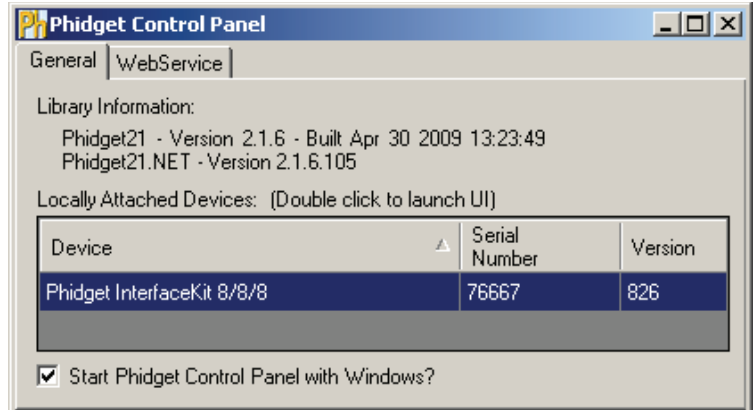 Ph Phidget Control Panel
General WebService
Library Information:
Phidget21 - Version 2.1.6 - Built Apr 30 2009 13:23:49
Phidget21.NET - Version 2.1.6.105
Locally Attached Devices: (Double click to launch UI)
Device Serial Number Version
Phidget InterfaceKit 8/8/8 76667 826
Start Phidget Control Panel with Windows?